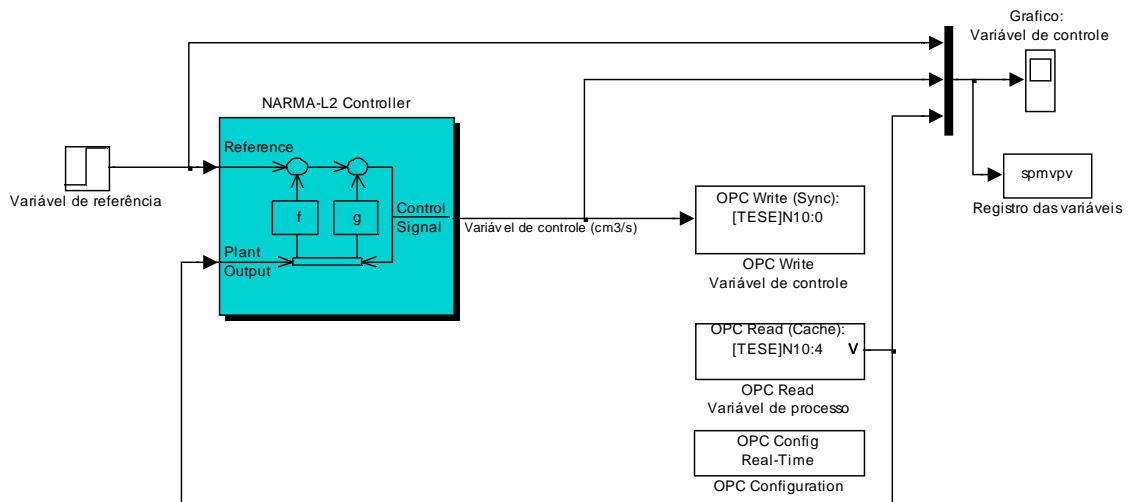 Grafico:
Variável de controle
NARMA-L2 Controller
Reference
f
g
Control
Signal
Plant
Output
Variável de referência
Variável de controle (cm3/s)
OPC Write (Sync):
[TESE]N10:0
OPC Write
Variável de controle
spmvpv
Registro das variáveis
OPC Read (Cache):
[TESE]N10:4
V
OPC Read
Variável de processo
OPC Config
Real-Time
OPC Configuration